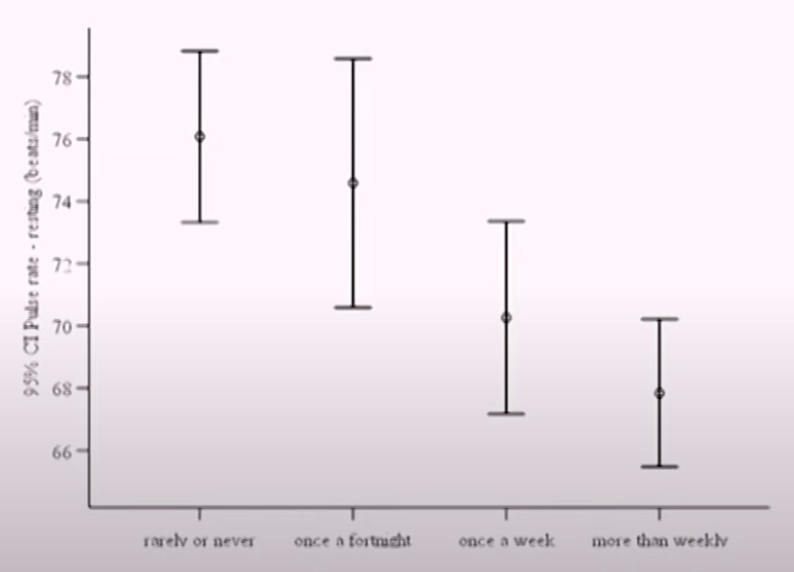 95% CI Pulse rate - resting (beats/min)
78
76
74
72
70
68
66
rarely or never
once a fortnight
once a week
more than weekly